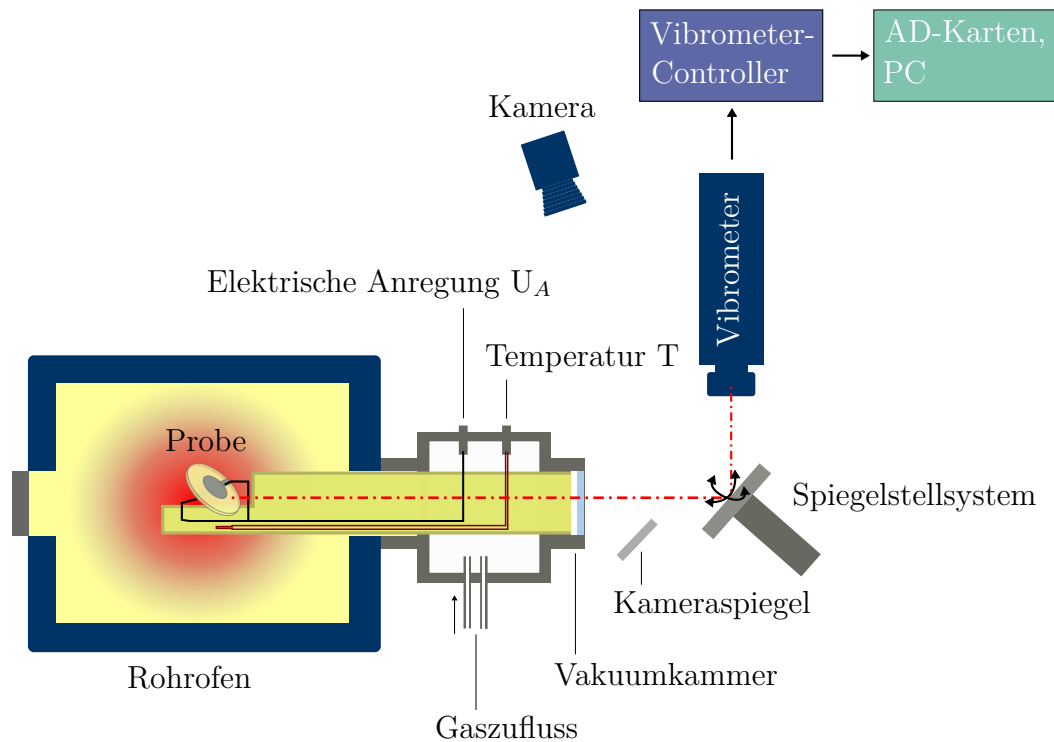 Vibrometer-
Controller
AD-Karten,
PC
Kamera
Vibrometer
Elektrische Anregung U_A
Temperatur T
Probe
Spiegelstellsystem
Kameraspiegel
Rohrofen
Vakuumkammer
Gaszufluss